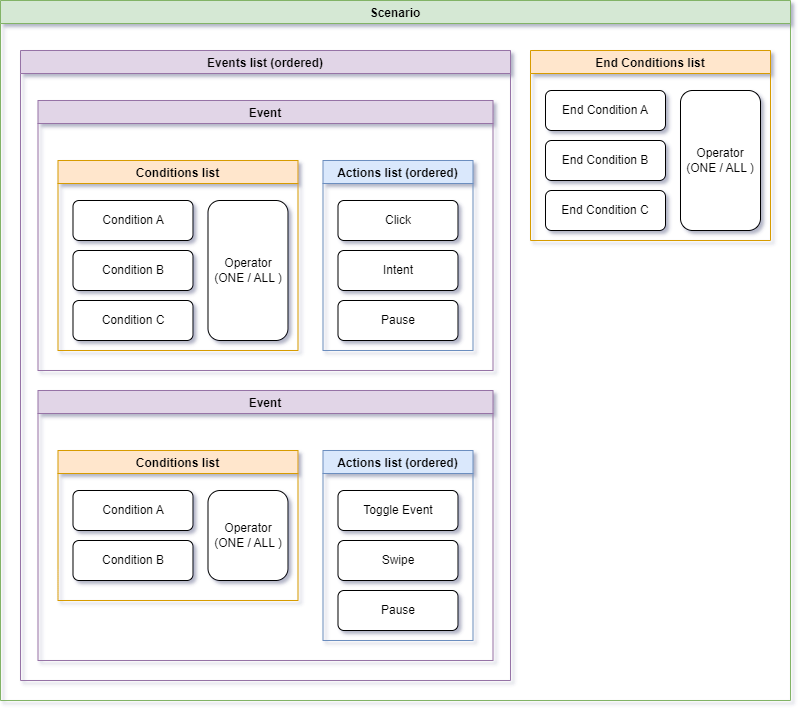 Scenario
Events list (ordered)
Event
Conditions list
Condition A
Condition B
Condition C
Operator
(ONE / ALL )
Actions list (ordered)
Click
Intent
Pause
Event
Conditions list
Condition A
Condition B
Operator
(ONE / ALL )
Actions list (ordered)
Toggle Event
Swipe
Pause
End Conditions list
End Condition A
End Condition B
End Condition C
Operator
(ONE / ALL )